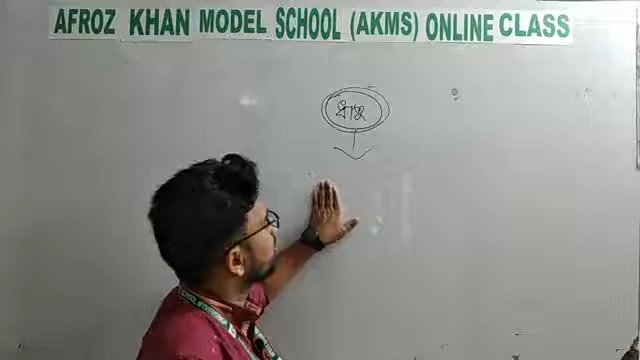 AFROZ KHAN MODEL SCHOOL (AKMS) ONLINE CLASS
ধাতু